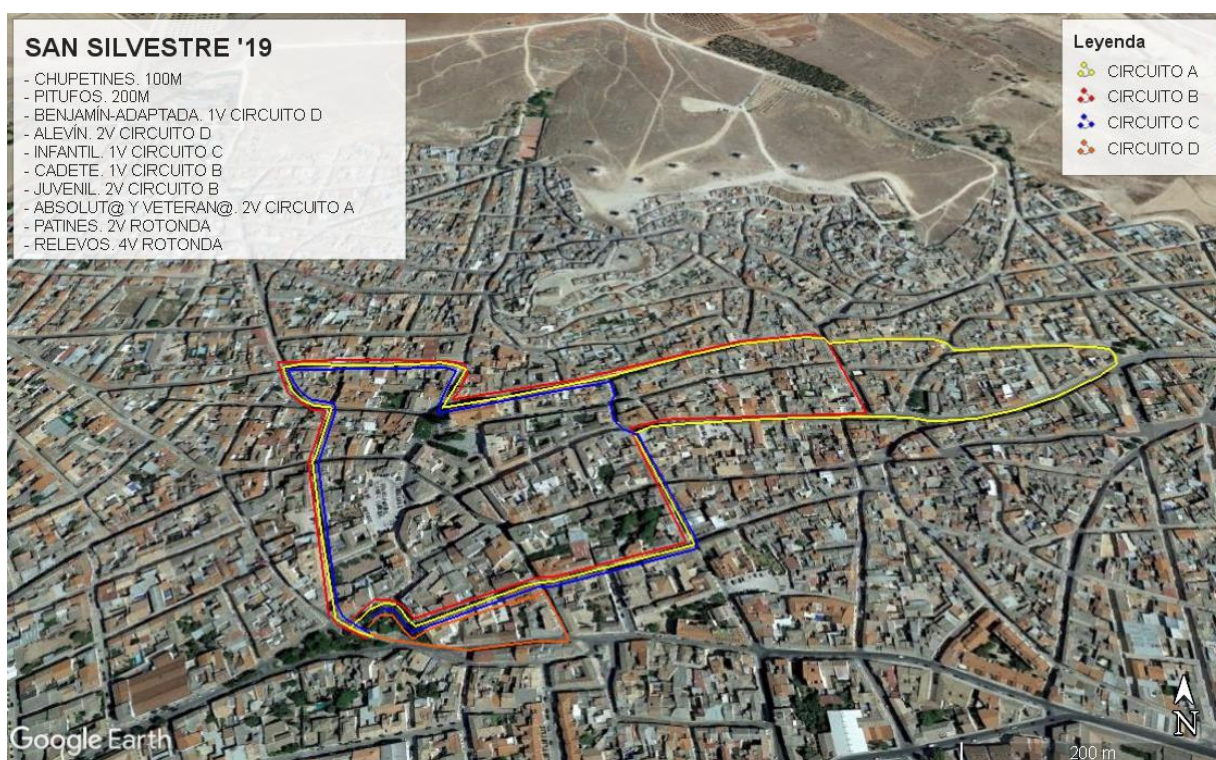 SAN SILVESTRE '19
- CHUPETINES. 100M
- PITUFOS. 200M
- BENJAMÍN-ADAPTADA. 1V CIRCUITO D
- ALEVÍN. 2V CIRCUITO D
- INFANTIL. 1V CIRCUITO C
- CADETE. 1V CIRCUITO B
- JUVENIL. 2V CIRCUITO B
- ABSOLUT@ Y VETERAN@. 2V CIRCUITO A
- PATINES. 2V ROTONDA
- RELEVOS. 4V ROTONDA
Leyenda
CIRCUITO A
CIRCUITO B
CIRCUITO C
CIRCUITO D
N
Google Earth
200 m